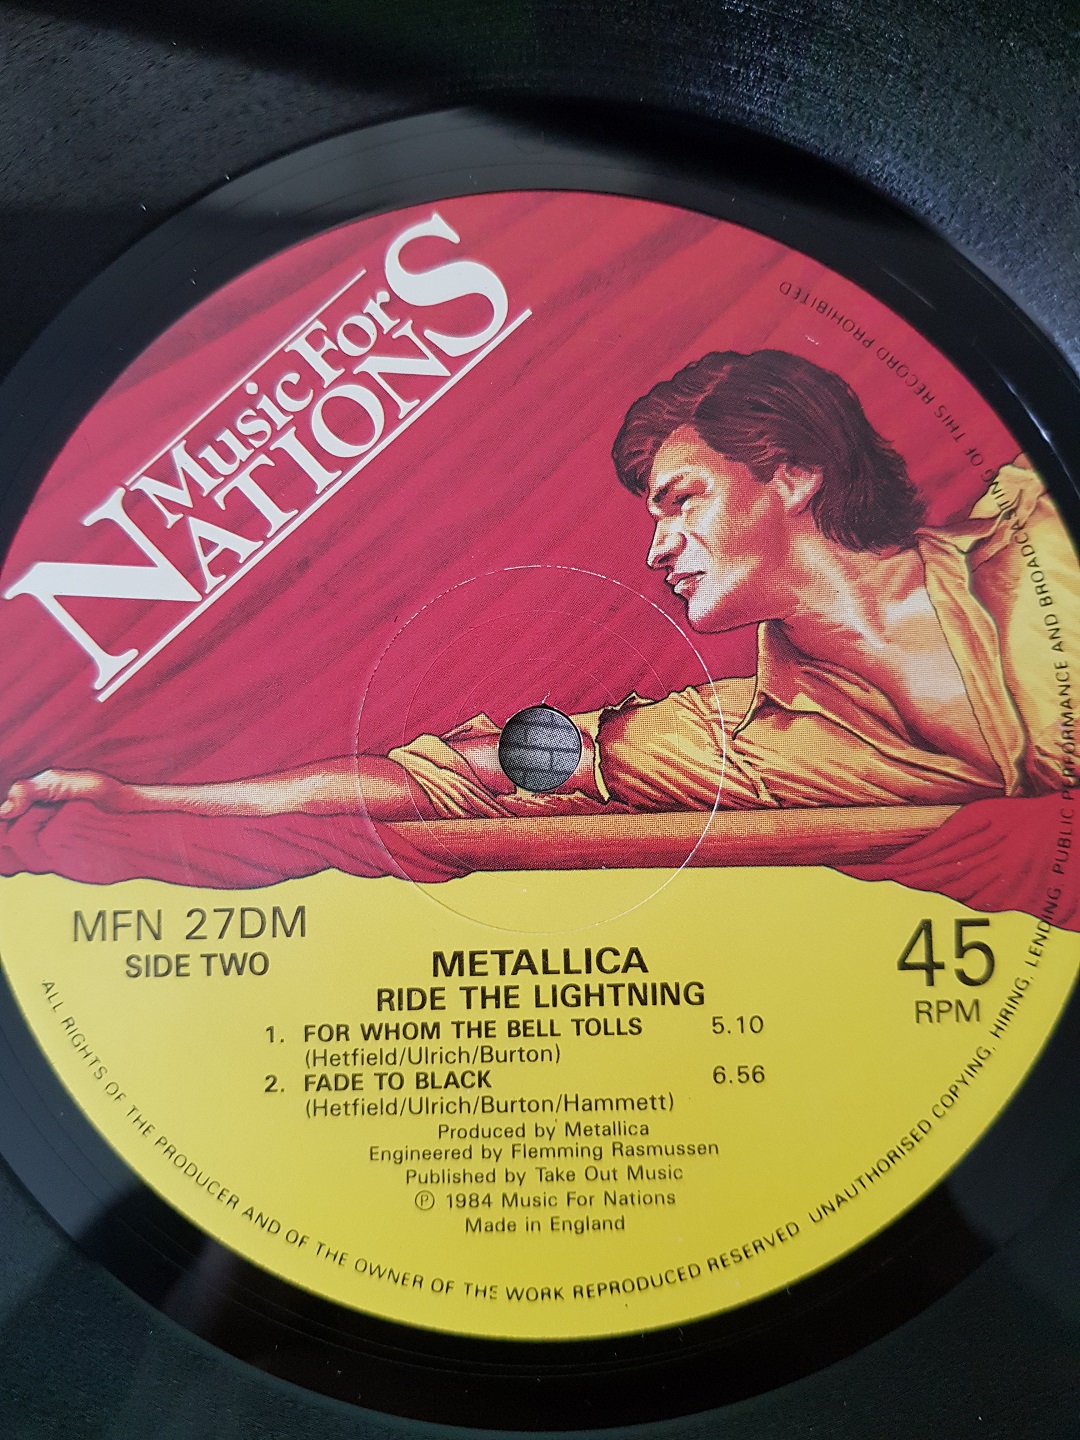 Music For
NATIONS
MFN 27DM
SIDE TWO
45
RPM
METALLICA
RIDE THE LIGHTNING
1. FOR WHOM THE BELL TOLLS 5.10
(Hetfield/Ulrich/Burton)
2. FADE TO BLACK 6.56
(Hetfield/Ulrich/Burton/Hammett)
Produced by Metallica
Engineered by Flemming Rasmussen
Published by Take Out Music
Ⓟ 1984 Music For Nations
Made in England
ALL RIGHTS OF THE PRODUCER AND OF THE OWNER OF THE WORK REPRODUCED RESERVED UNAUTHORISED COPYING, HIRING, LENDING, PUBLIC PERFORMANCE AND BROADCASTING OF THIS RECORD PROHIBITED